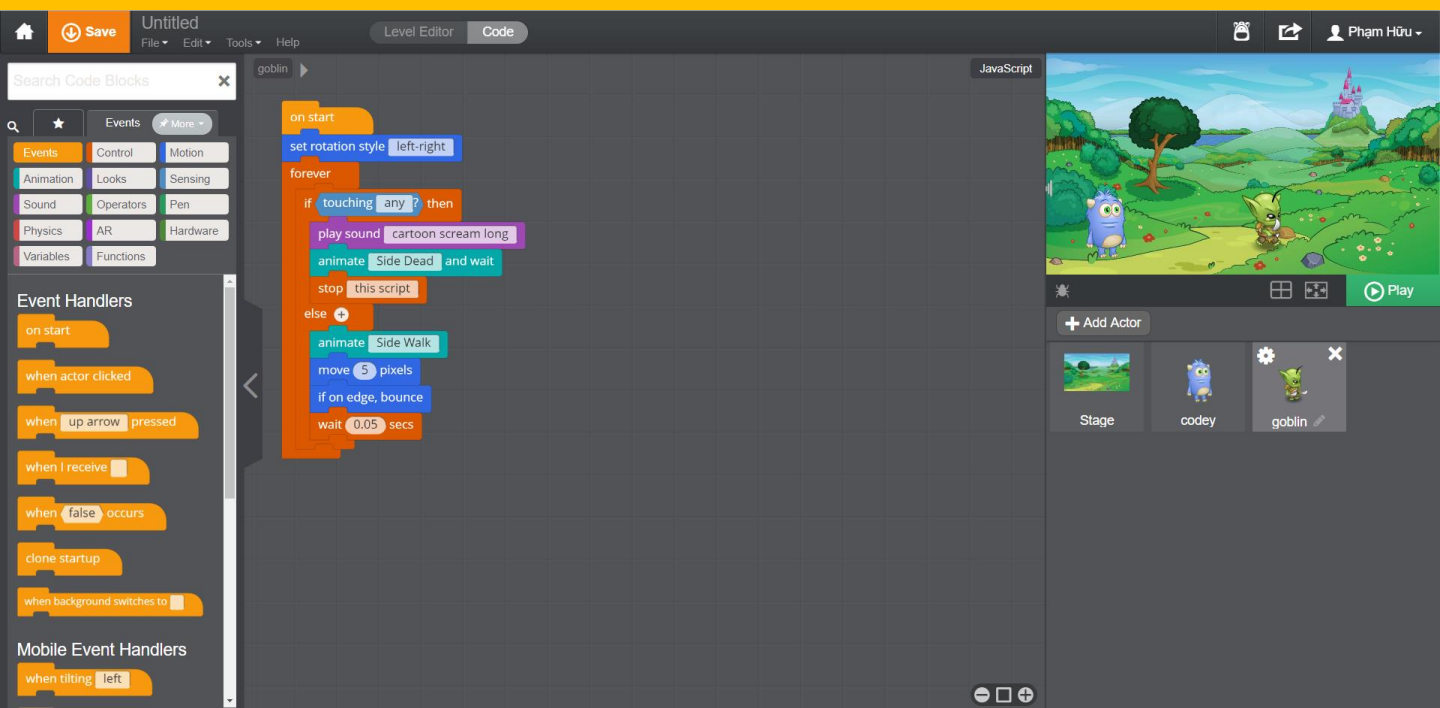 Save
Untitled
File Edit Tools Help
Level Editor Code
Phạm Hữu
Search Code Blocks
Events More
Events Control Motion
Animation Looks Sensing
Sound Operators Pen
Physics AR Hardware
Variables Functions
Event Handlers
on start
when actor clicked
when up arrow pressed
when I receive
when false occurs
clone startup
when background switches to
Mobile Event Handlers
when tilting left
goblin
JavaScript
on start
set rotation style left-right
forever
if touching any ? then
play sound cartoon scream long
animate Side Dead and wait
stop this script
else
animate Side Walk
move 5 pixels
if on edge, bounce
wait 0.05 secs
Play
Add Actor
Stage codey goblin